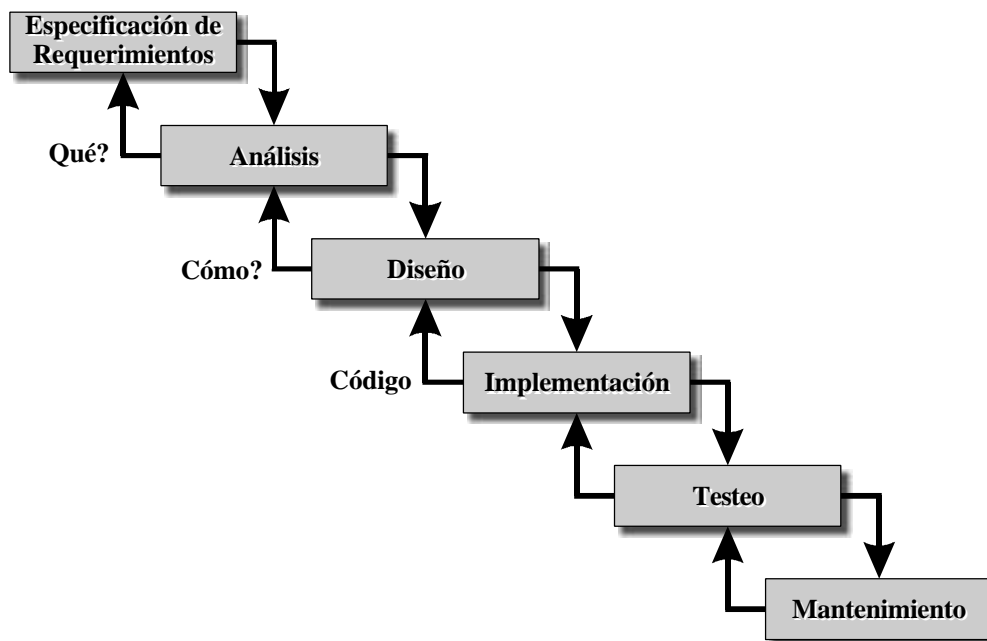 Especificación de
Requerimientos
Qué?
Análisis
Cómo?
Diseño
Código
Implementación
Testeo
Mantenimiento